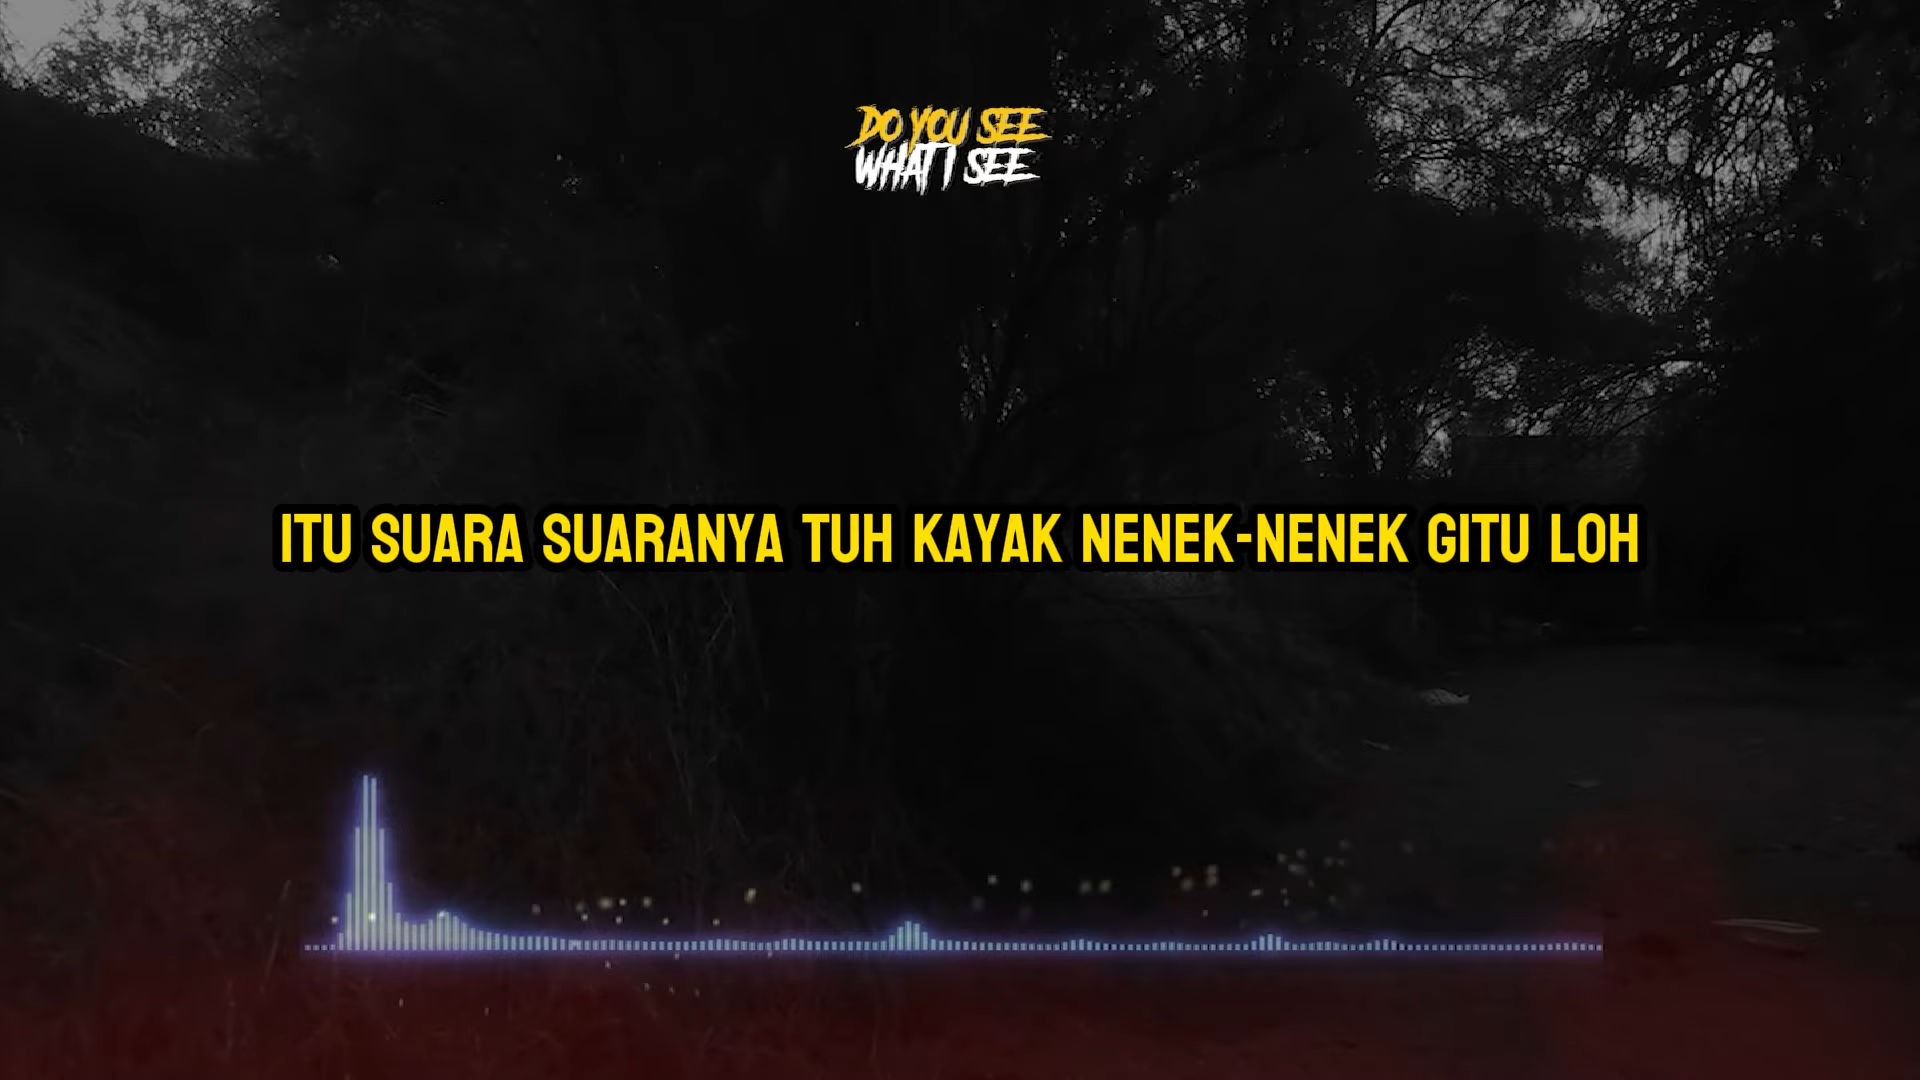 DO YOU SEE
WHAT I SEE
ITU SUARA SUARANYA TUH KAYAK NENEK-NENEK GITU LOH